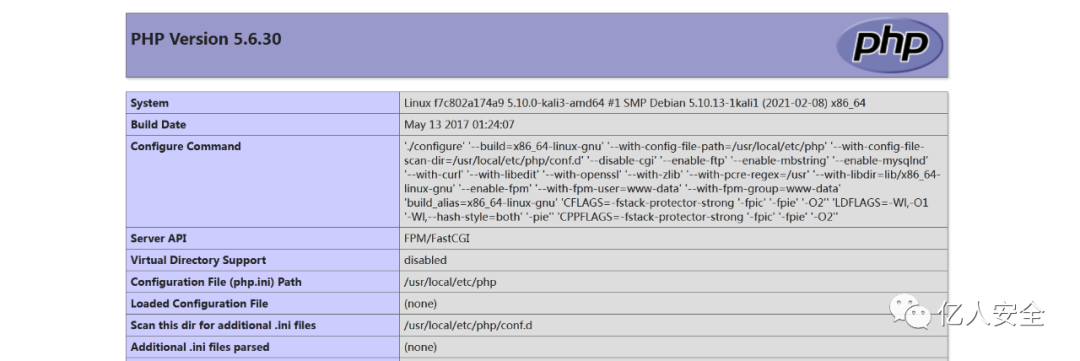 PHP Version 5.6.30
php
System Linux f7c802a174a9 5.10.0-kali3-amd64 #1 SMP Debian 5.10.13-1kali1 (2021-02-08) x86_64
Build Date May 13 2017 01:24:07
Configure Command './configure' '--build=x86_64-linux-gnu' '--with-config-file-path=/usr/local/etc/php' '--with-config-file-
scan-dir=/usr/local/etc/php/conf.d' '--disable-cgi' '--enable-ftp' '--enable-mbstring' '--enable-mysqlnd'
'--with-curl' '--with-libedit' '--with-openssl' '--with-zlib' '--with-pcre-regex=/usr' '--with-libdir=lib/x86_64-
linux-gnu' '--enable-fpm' '--with-fpm-user=www-data' '--with-fpm-group=www-data'
'build_alias=x86_64-linux-gnu' 'CFLAGS=-fstack-protector-strong '-fpic' '-fpie' '-O2'' 'LDFLAGS=-Wl,-O1
'-Wl,--hash-style=both' '-pie'' 'CPPFLAGS=-fstack-protector-strong '-fpic' '-fpie' '-O2''
Server API FPM/FastCGI
Virtual Directory Support disabled
Configuration File (php.ini) Path /usr/local/etc/php
Loaded Configuration File (none)
Scan this dir for additional .ini files /usr/local/etc/php/conf.d
Additional .ini files parsed (none)
亿人安全